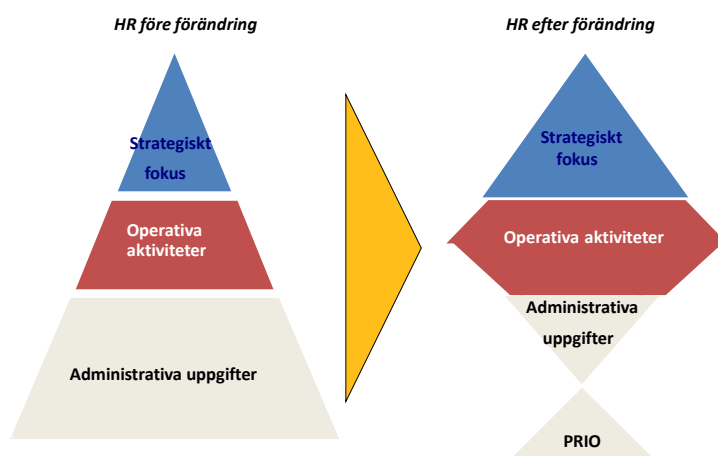 HR före förändring
HR efter förändring
Strategiskt
fokus
Operativa
aktiviteter
Administrativa uppgifter
Strategiskt
fokus
Operativa aktiviteter
Administrativa
uppgifter
PRIO